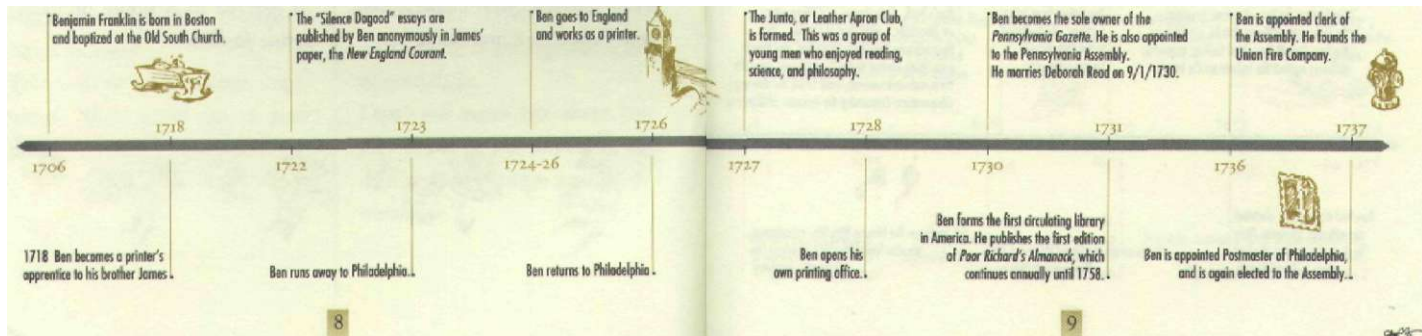 Benjamin Franklin is born in Boston
and baptized at the Old South Church.
The "Silence Dogood" essays are
published by Ben anonymously in James'
paper, the New England Courant.
Ben goes to England
and works as a printer.
The Junto, or Leather Apron Club,
is formed. This was a group of
young men who enjoyed reading,
science, and philosophy.
Ben becomes the sole owner of the
Pennsylvania Gazette. He is also appointed
to the Pennsylvania Assembly.
He marries Deborah Read on 9/1/1730.
Ben is appointed clerk of
the Assembly. He founds the
Union Fire Company.
1718
1723
1726
1728
1731
1737
1706
1722
1724-26
1727
1730
1736
1718 Ben becomes a printer's
apprentice to his brother James.
Ben runs away to Philadelphia.
Ben returns to Philadelphia.
Ben opens his
own printing office.
Ben forms the first circulating library
in America. He publishes the first edition
of Poor Richard's Almanack, which
continues annually until 1758.
Ben is appointed Postmaster of Philadelphia,
and is again elected to the Assembly.
8
9